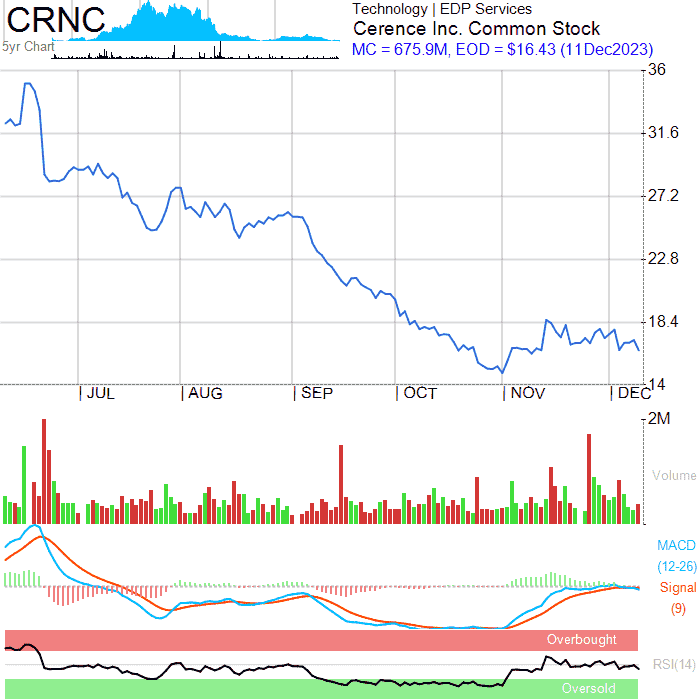 CRNC
5yr Chart
Technology | EDP Services
Cerence Inc. Common Stock
MC = 675.9M, EOD = $16.43 (11Dec2023)
36
31.6
27.2
22.8
18.4
14
JUL
AUG
SEP
OCT
NOV
DEC
2M
Volume
MACD
(12-26)
Signal
(9)
Overbought
RSI(14)
Oversold